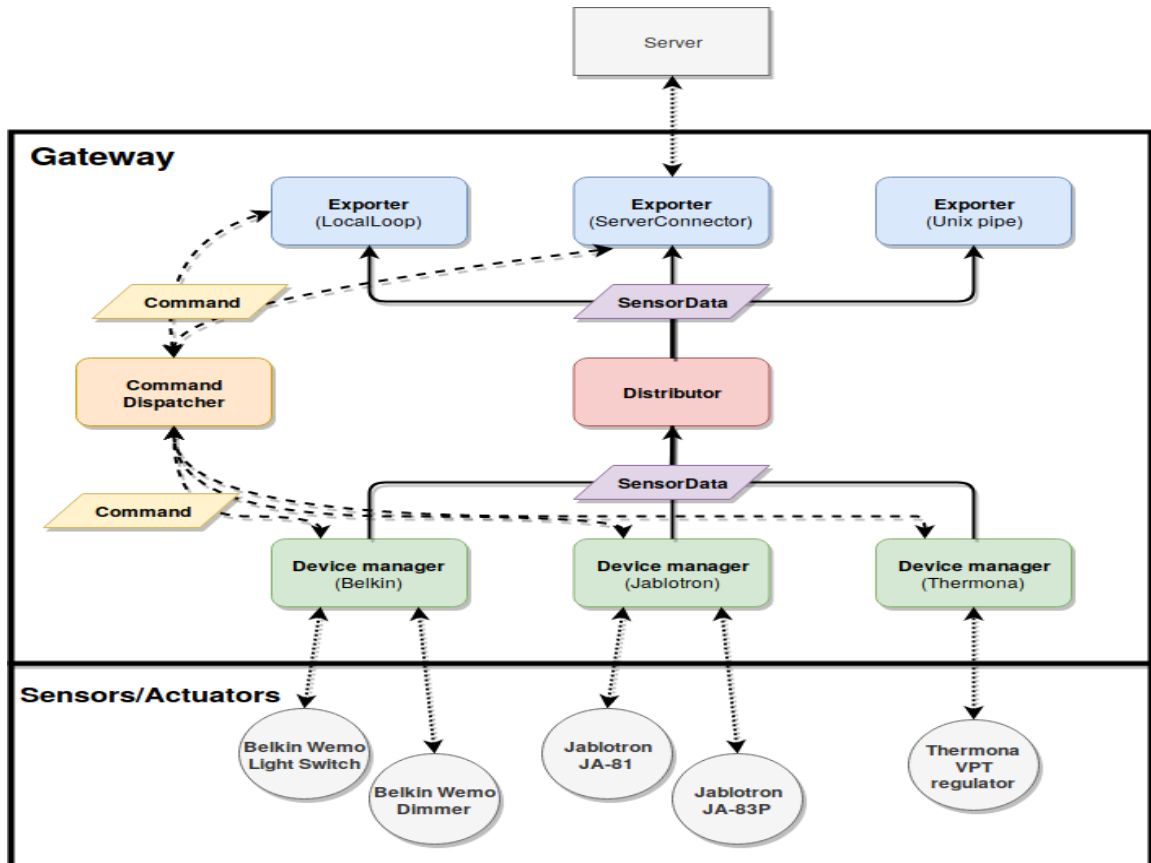 Server
Gateway
Exporter
(LocalLoop)
Exporter
(ServerConnector)
Exporter
(Unix pipe)
Command
SensorData
Command
Dispatcher
Distributor
SensorData
Command
Device manager
(Belkin)
Device manager
(Jablotron)
Device manager
(Thermona)
Sensors/Actuators
Belkin Wemo
Light Switch
Belkin Wemo
Dimmer
Jablotron
JA-81
Jablotron
JA-83P
Thermona
VPT
regulator